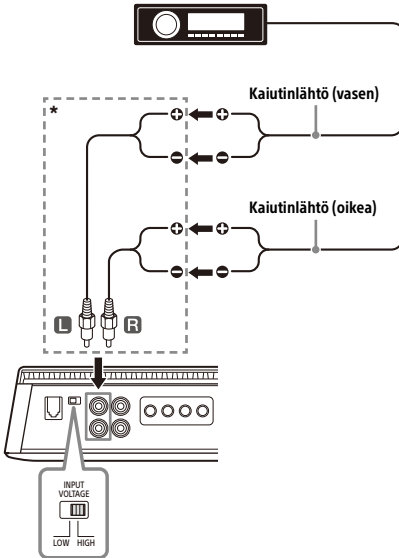 Kaiutinlähtö (vasen)
*
Kaiutinlähtö (oikea)
L R
INPUT
VOLTAGE
LOW HIGH